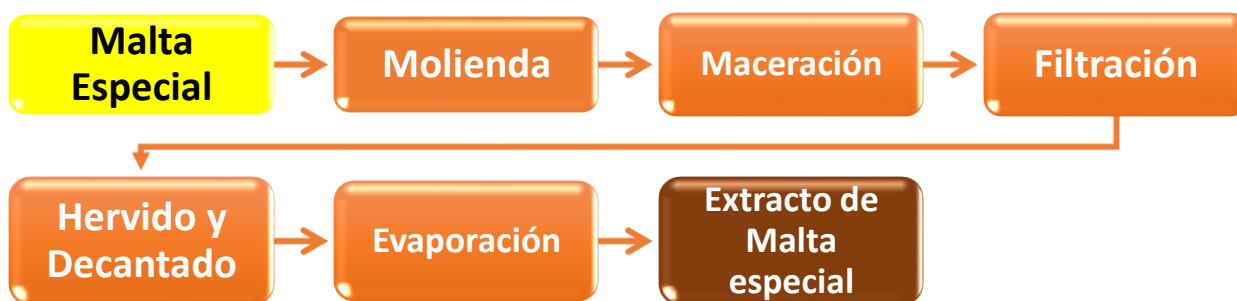 Malta
Especial
Molienda
Maceración
Filtración
Hervido y
Decantado
Evaporación
Extracto de
Malta
especial